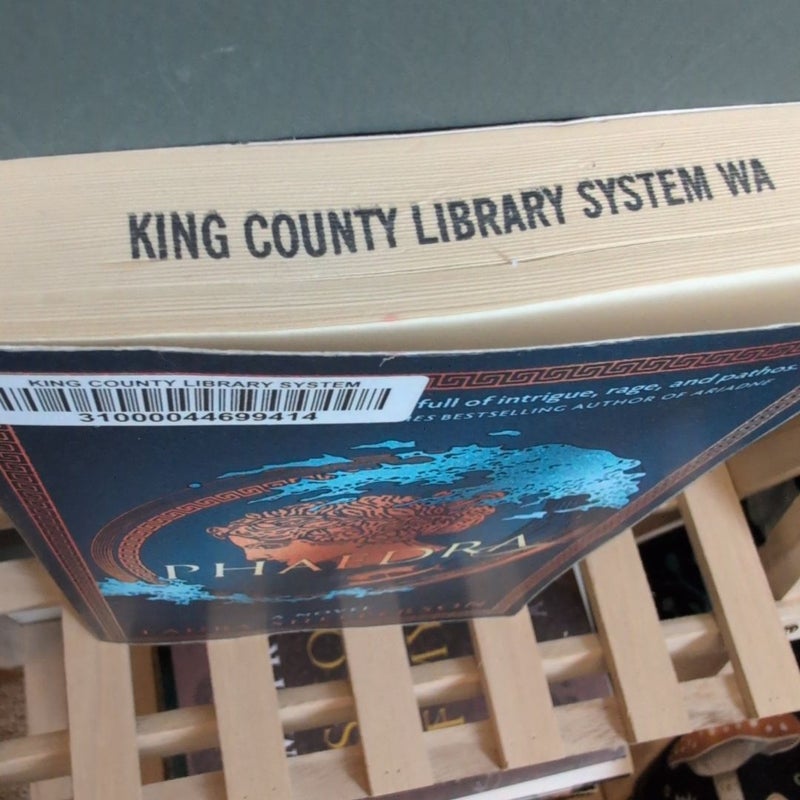 KING COUNTY LIBRARY SYSTEM WA
KING COUNTY LIBRARY SYSTEM
31000044699414
full of intrigue, rage, and pathos.
BESTSELLING AUTHOR OF ARIADNE
PHAEDRA
A NOVEL